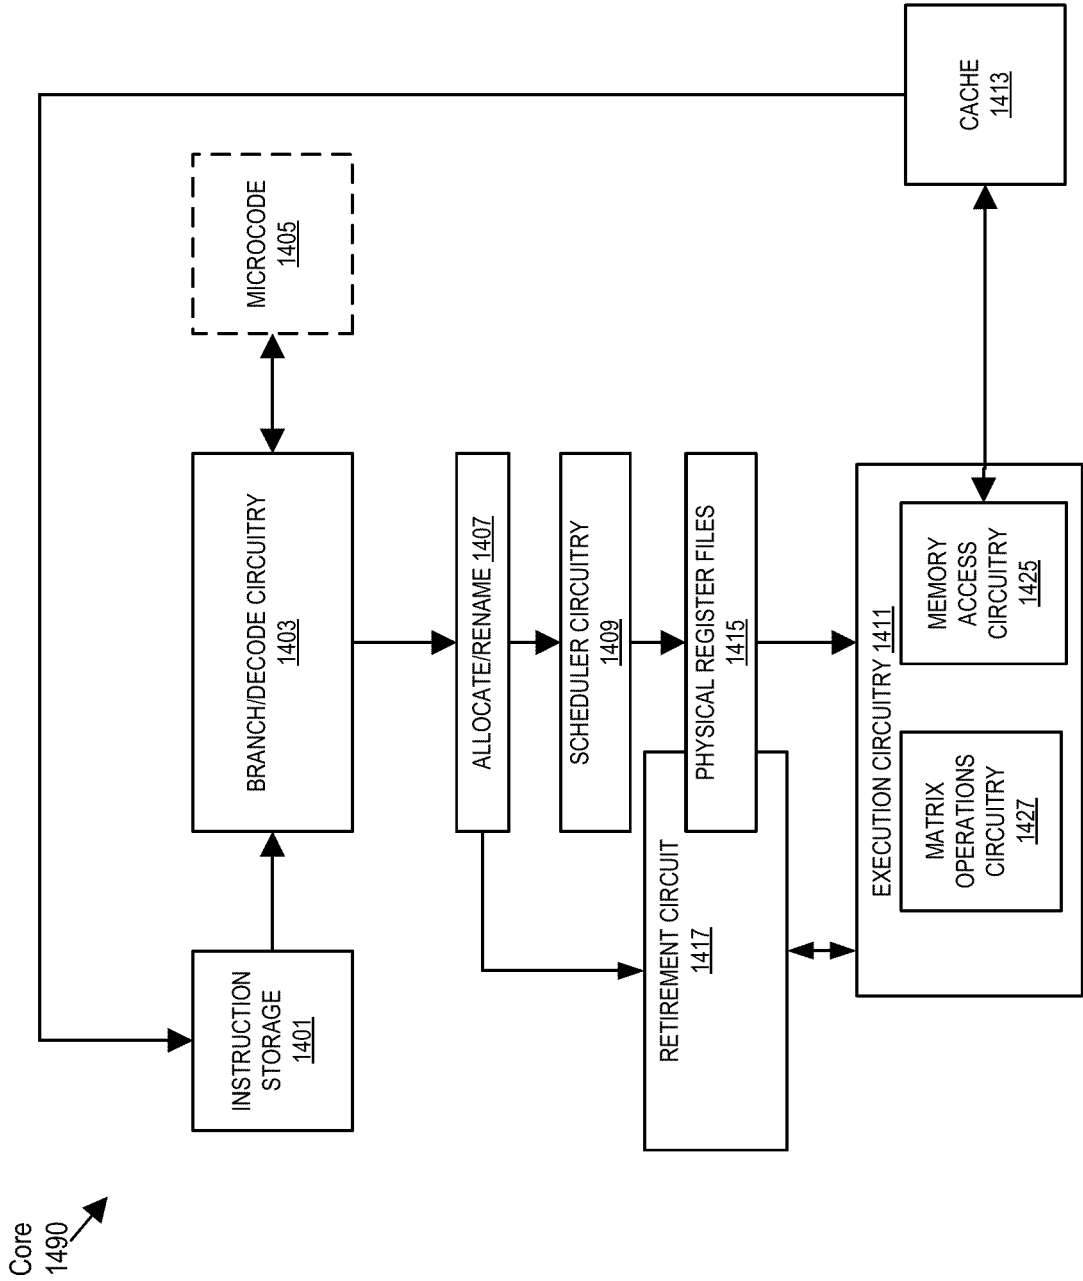 Core
1490
INSTRUCTION
STORAGE
1401
BRANCH/DECODE CIRCUITRY
1403
MICROCODE
1405
ALLOCATE/RENAME 1407
SCHEDULER CIRCUITRY
1409
RETIREMENT CIRCUIT
1417
PHYSICAL REGISTER FILES
1415
EXECUTION CIRCUITRY 1411
MATRIX
OPERATIONS
CIRCUITRY
1427
MEMORY
ACCESS
CIRCUITRY
1425
CACHE
1413